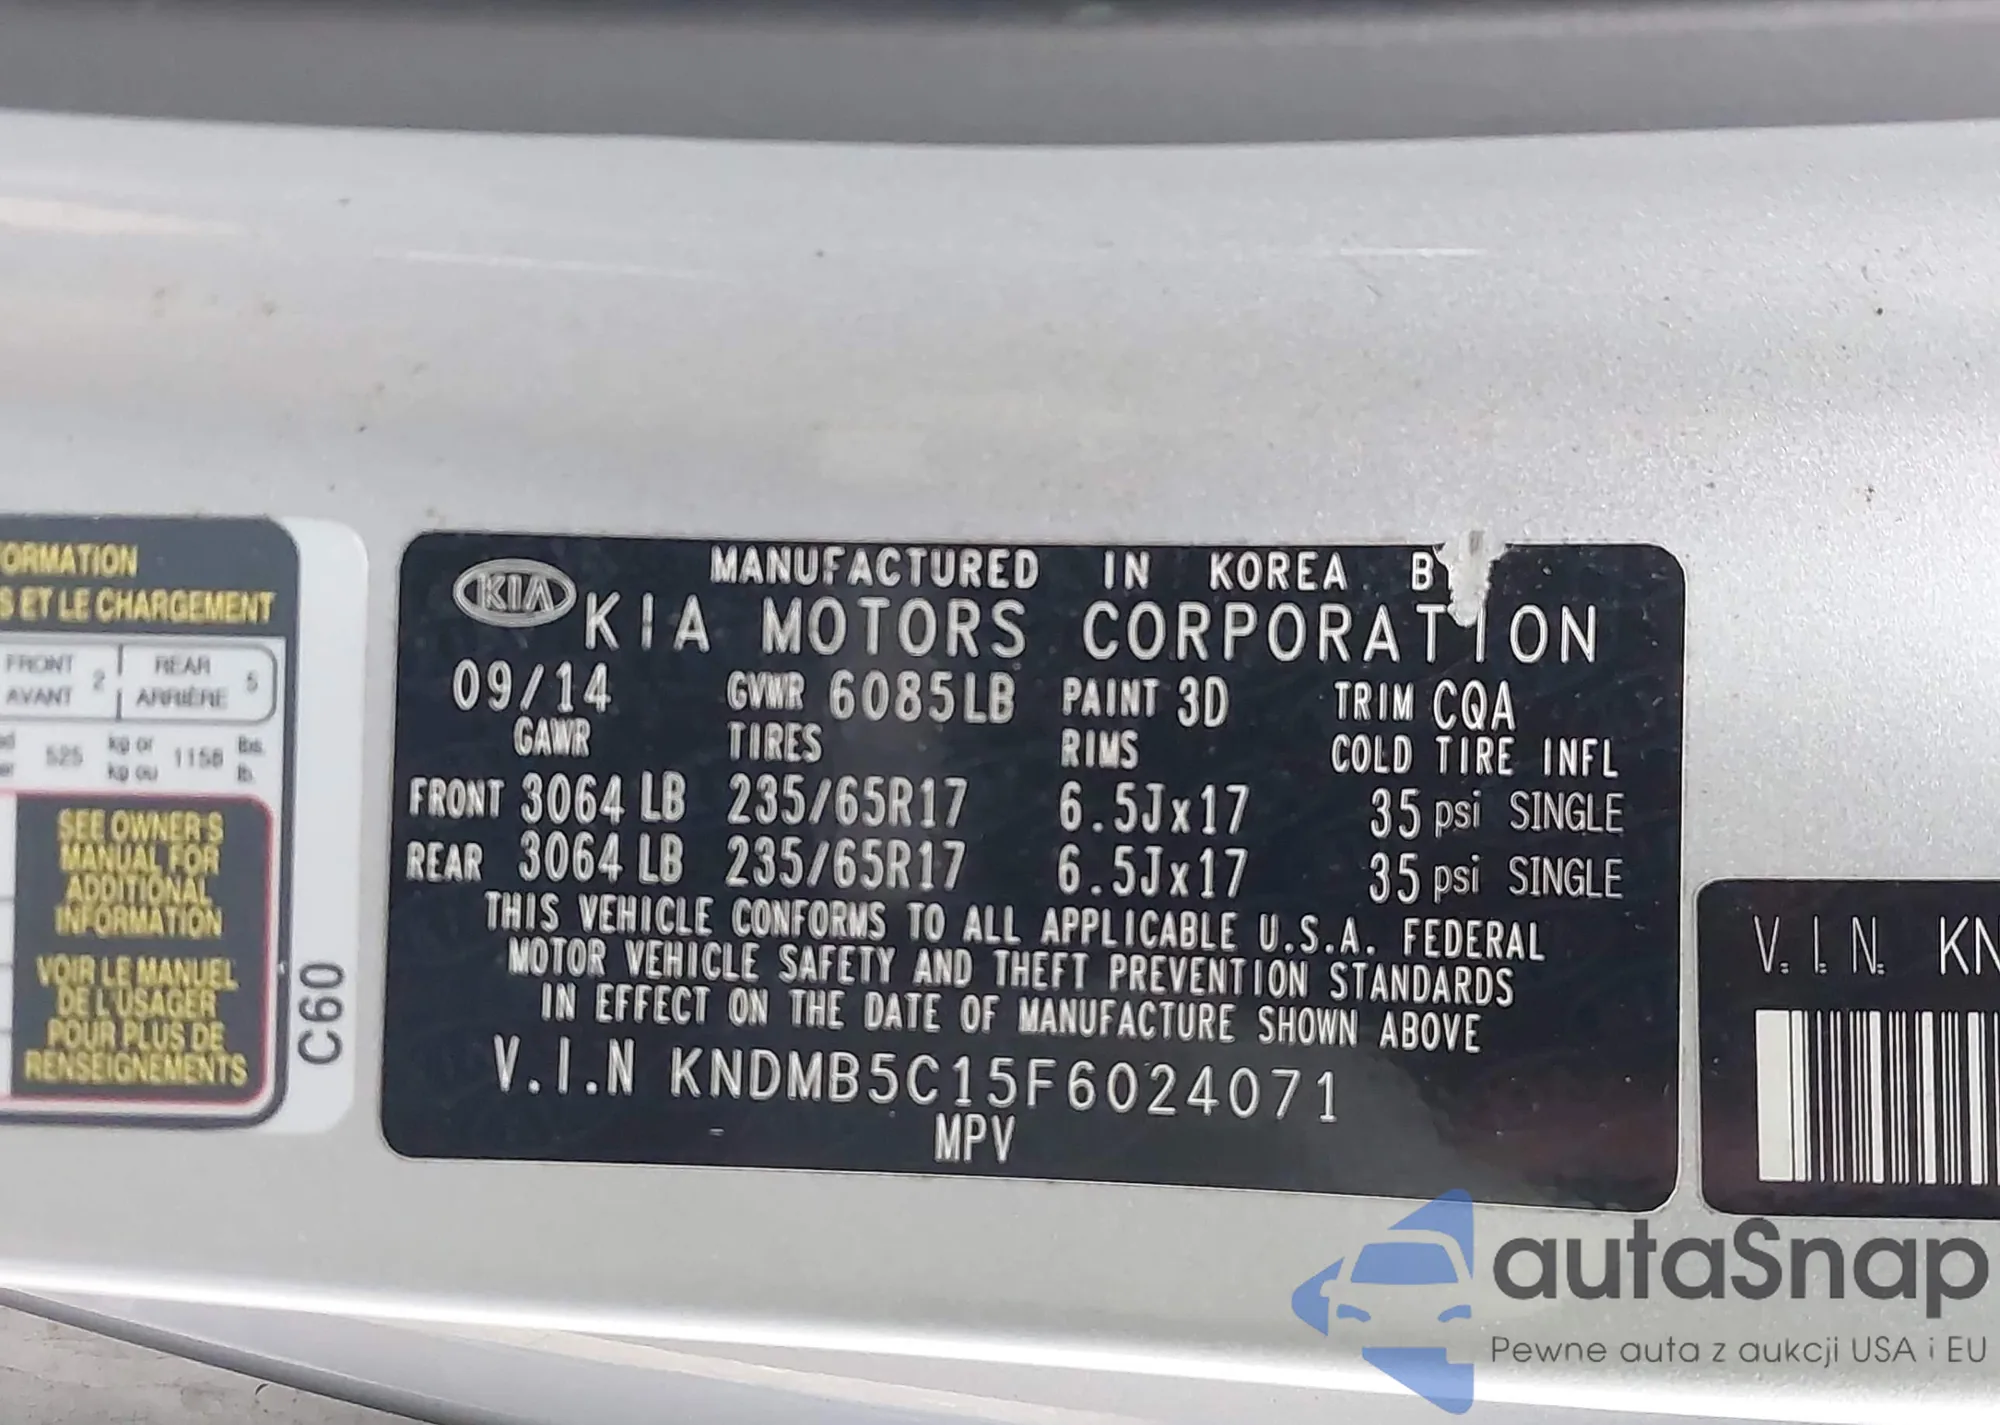 FORMATION
S ET LE CHARGEMENT
FRONT 2 REAR 5
AVANT ARRIÈRE
525 kg or 1158 lbs.
kg ou lb.
SEE OWNER'S
MANUAL FOR
ADDITIONAL
INFORMATION
VOIR LE MANUEL
DE L'USAGER
POUR PLUS DE
RENSEIGNEMENTS
C60
KIA
MANUFACTURED IN KOREA B
KIA MOTORS CORPORATION
09/14 GVWR 6085LB PAINT 3D TRIM CQA
GAWR TIRES RIMS COLD TIRE INFL
FRONT 3064 LB 235/65R17 6.5Jx17 35 psi SINGLE
REAR 3064 LB 235/65R17 6.5Jx17 35 psi SINGLE
THIS VEHICLE CONFORMS TO ALL APPLICABLE U.S.A. FEDERAL
MOTOR VEHICLE SAFETY AND THEFT PREVENTION STANDARDS
IN EFFECT ON THE DATE OF MANUFACTURE SHOWN ABOVE
V.I.N KNDMB5C15F6024071
MPV
V.I.N. KN
autaSnap
Pewne auta z aukcji USA i EU